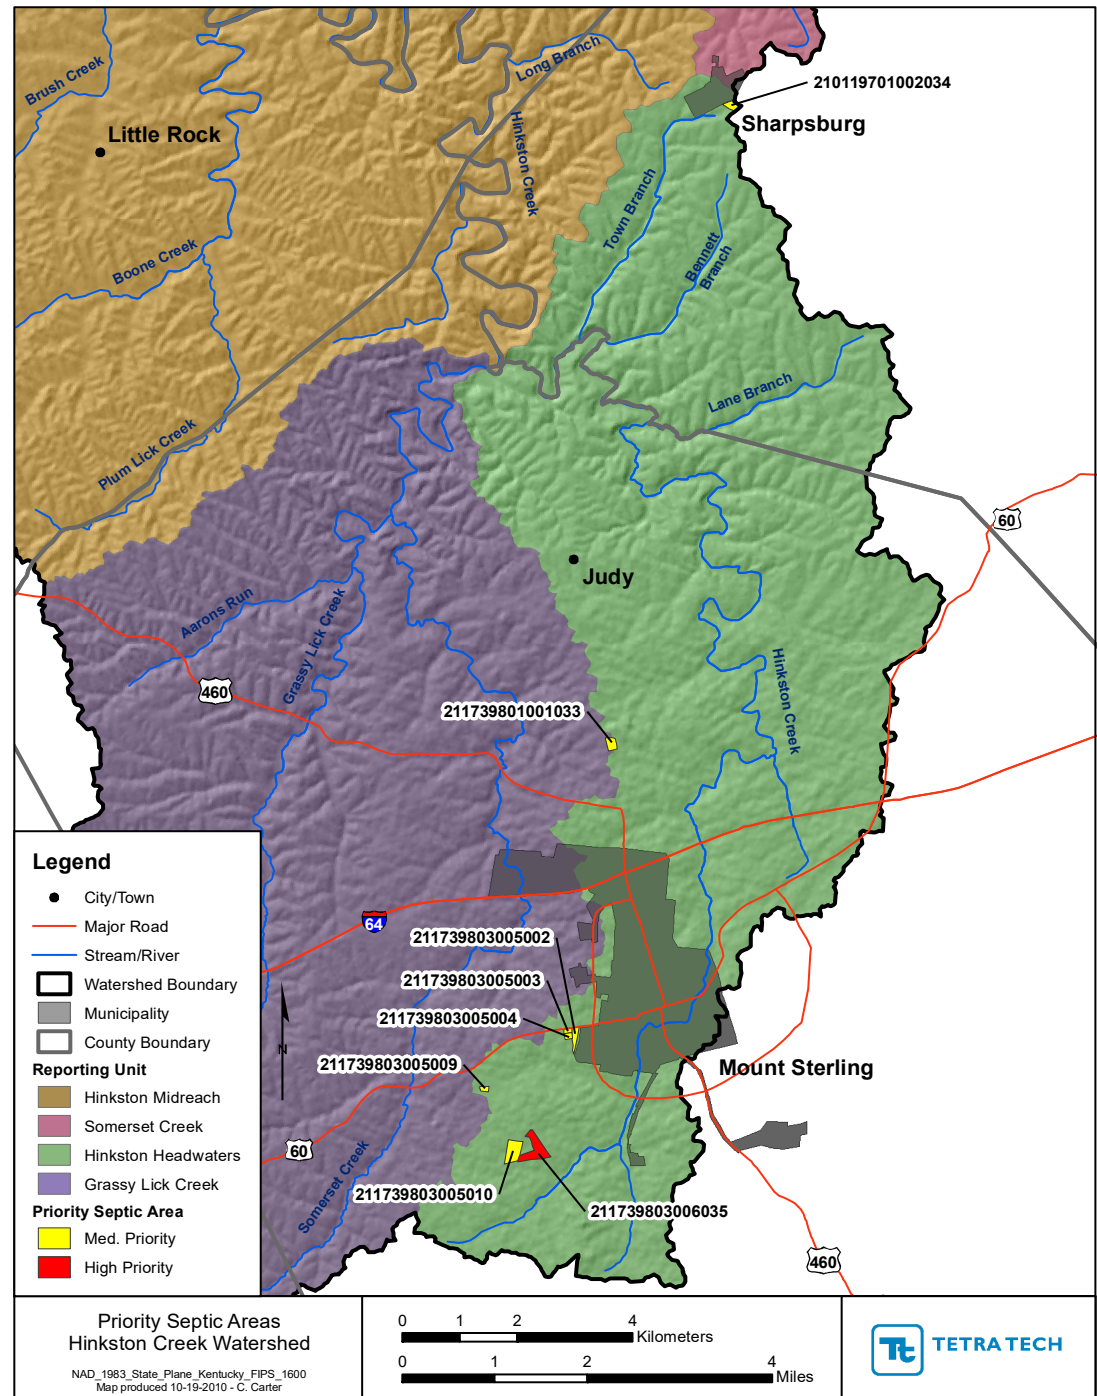 210119701002034
Sharpsburg
Long Branch
Brush Creek
Little Rock
Hinkston Creek
Town Branch
Bennett
Branch
Boone Creek
Lane Branch
Plum Lick Creek
60
Judy
Aarons Run
Grassy Lick Creek
460
Hinkston Creek
211739801001033
64
211739803005002
211739803005003
211739803005004
211739803005009
Mount Sterling
60
Somerset Creek
211739803005010
211739803006035
460
Legend
City/Town
Major Road
Stream/River
Watershed Boundary
Municipality
County Boundary
Reporting Unit
Hinkston Midreach
Somerset Creek
Hinkston Headwaters
Grassy Lick Creek
Priority Septic Area
Med. Priority
High Priority
N
Priority Septic Areas
Hinkston Creek Watershed
NAD_1983_State_Plane_Kentucky_FIPS_1600
Map produced 10-19-2010 - C. Carter
0 1 2 4
Kilometers
0 1 2 4
Miles
Tt TETRA TECH